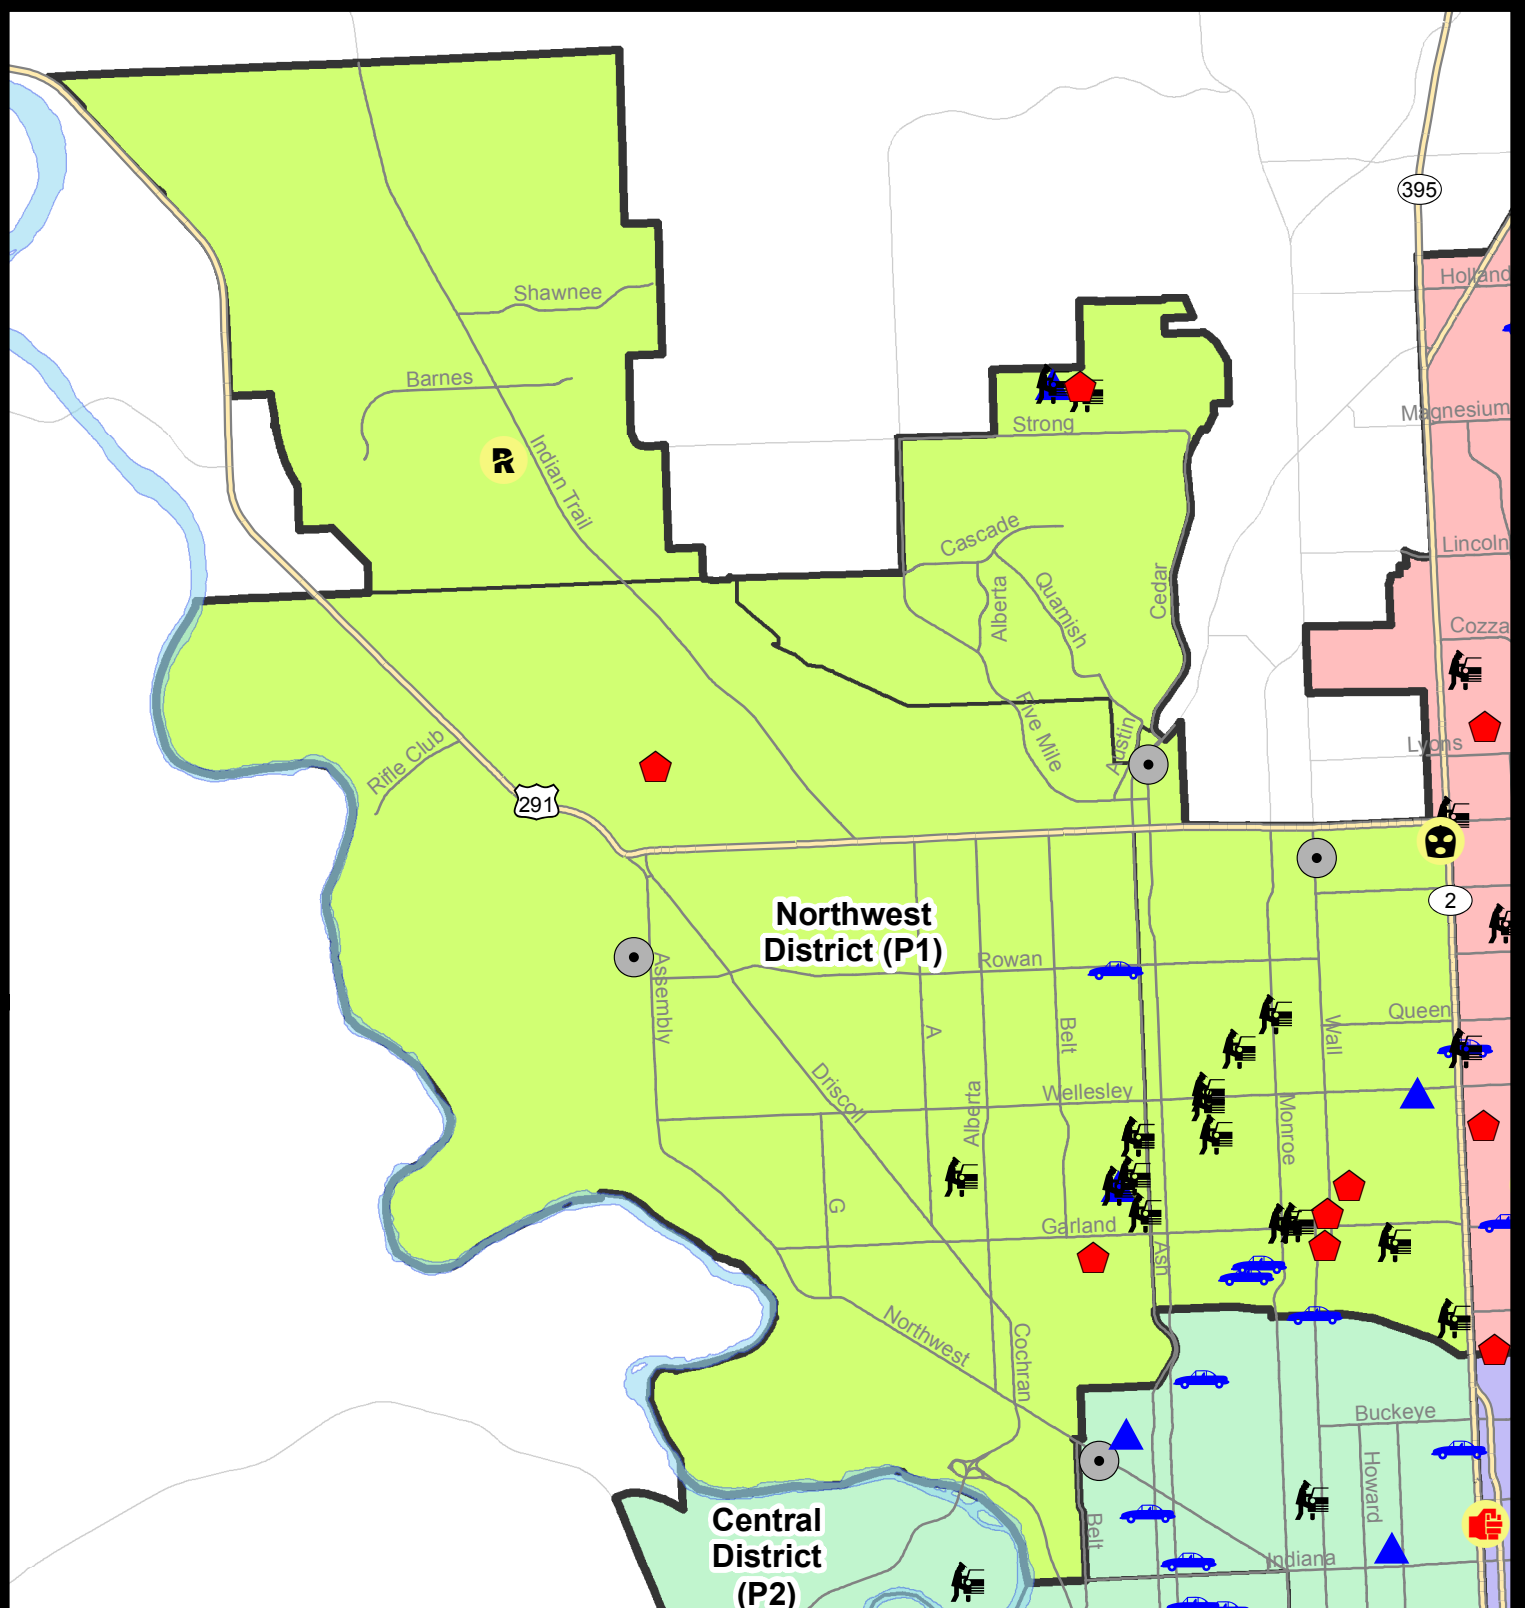 395
Holland
Shawnee
Barnes
Magnesium
Strong
Indian Trail
Cascade
Lincoln
Alberta
Quamish
Cedar
Cozza
R
Five Mile
Austin
Lyons
Rifle Club
291
2
Northwest
District (P1)
Rowan
Assembly
A
Belt
Wall
Queen
Driscoll
Wellesley
Alberta
Monroe
G
Garland
Ash
Northwest
Cochran
Buckeye
Howard
Central
District
(P2)
Belt
Indiana